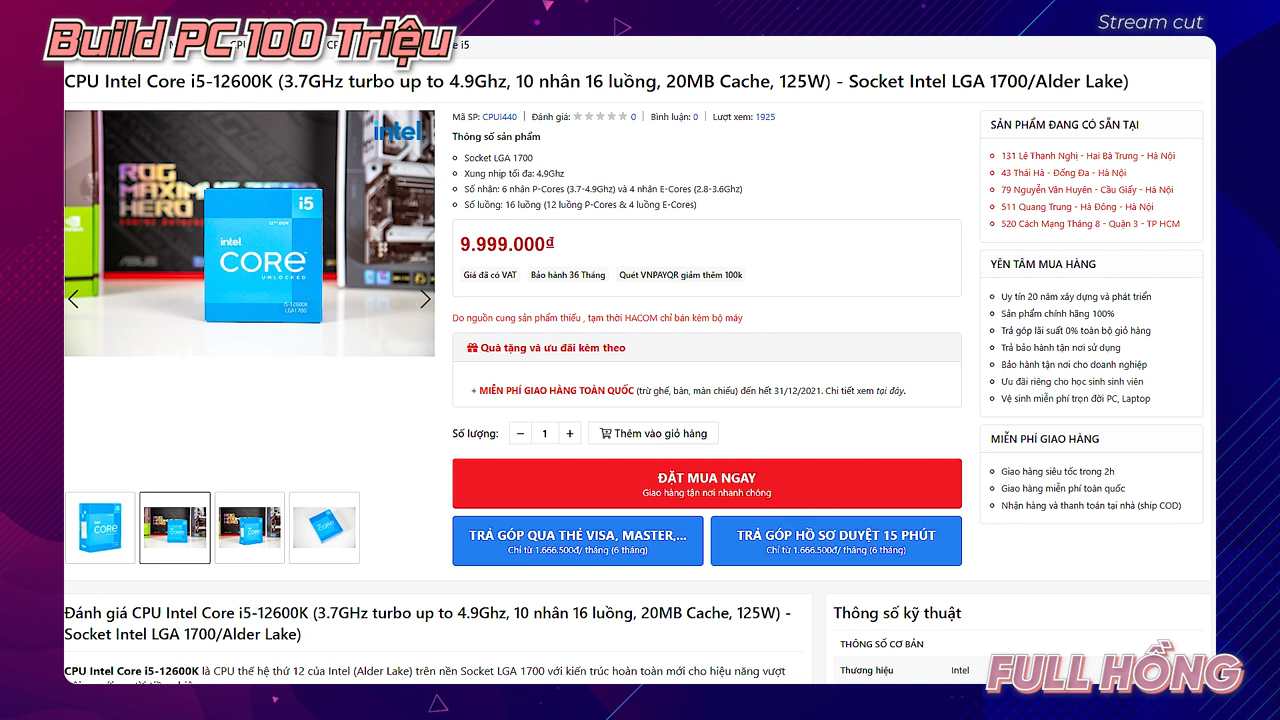 Stream cut
Build PC 100 Triệu
e i5
CPU Intel Core i5-12600K (3.7GHz turbo up to 4.9Ghz, 10 nhân 16 luồng, 20MB Cache, 125W) - Socket Intel LGA 1700/Alder Lake)
intel
ROG
MAXIMUS
HERO
i5
intel
CORE
UNLOCKED
i5-12600K
LGA1700
Mã SP: CPUI440 | Đánh giá: 0 | Bình luận: 0 | Lượt xem: 1925
Thông số sản phẩm
Socket LGA 1700
Xung nhịp tối đa: 4.9Ghz
Số nhân: 6 nhân P-Cores (3.7-4.9Ghz) và 4 nhân E-Cores (2.8-3.6Ghz)
Số luồng: 16 luồng (12 luồng P-Cores & 4 luồng E-Cores)
9.999.000đ
Giá đã có VAT Bảo hành 36 Tháng Quét VNPAYQR giảm thêm 100k
Do nguồn cung sản phẩm thiếu , tạm thời HACOM chỉ bán kèm bộ máy
Quà tặng và ưu đãi kèm theo
+ MIỄN PHÍ GIAO HÀNG TOÀN QUỐC (trừ ghế, bàn, màn chiếu) đến hết 31/12/2021. Chi tiết xem tại đây.
Số lượng: − 1 + Thêm vào giỏ hàng
ĐẶT MUA NGAY
Giao hàng tận nơi nhanh chóng
TRẢ GÓP QUA THẺ VISA, MASTER,...
Chỉ từ 1.666.500đ/ tháng (6 tháng)
TRẢ GÓP HỒ SƠ DUYỆT 15 PHÚT
Chỉ từ 1.666.500đ/ tháng (6 tháng)
SẢN PHẨM ĐANG CÓ SẴN TẠI
131 Lê Thanh Nghị - Hai Bà Trưng - Hà Nội
43 Thái Hà - Đống Đa - Hà Nội
79 Nguyễn Văn Huyên - Cầu Giấy - Hà Nội
511 Quang Trung - Hà Đông - Hà Nội
520 Cách Mạng Tháng 8 - Quận 3 - TP HCM
YÊN TÂM MUA HÀNG
Uy tín 20 năm xây dựng và phát triển
Sản phẩm chính hãng 100%
Trả góp lãi suất 0% toàn bộ giỏ hàng
Trả bảo hành tận nơi sử dụng
Bảo hành tận nơi cho doanh nghiệp
Ưu đãi riêng cho học sinh sinh viên
Vệ sinh miễn phí trọn đời PC, Laptop
MIỄN PHÍ GIAO HÀNG
Giao hàng siêu tốc trong 2h
Giao hàng miễn phí toàn quốc
Nhận hàng và thanh toán tại nhà (ship COD)
Đánh giá CPU Intel Core i5-12600K (3.7GHz turbo up to 4.9Ghz, 10 nhân 16 luồng, 20MB Cache, 125W) -
Socket Intel LGA 1700/Alder Lake)
CPU Intel Core i5-12600K là CPU thế hệ thứ 12 của Intel (Alder Lake) trên nền Socket LGA 1700 với kiến trúc hoàn toàn mới cho hiệu năng vượt
Thông số kỹ thuật
THÔNG SỐ CƠ BẢN
Thương hiệu Intel
FULL HỒNG